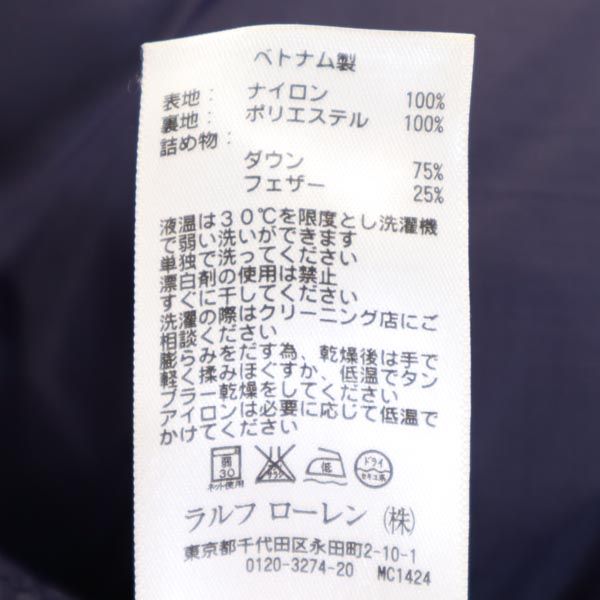 ベトナム製
表地: ナイロン 100%
裏地: ポリエステル 100%
詰め物:
ダウン 75%
フェザー 25%
液温は30℃を限度とし洗濯機
で弱い洗いができます
単独で洗ってください
漂白剤の使用は禁止
すぐに干してください
洗濯の際はクリーニング店にご
相談ください
膨らみをだす為、乾燥後は手で
軽く揉みほぐすか、低温でタン
ブラー乾燥をしてください
アイロンは必要に応じて低温で
かけてください
弱 30 ネット使用 エンソサラシ 低 ドライ セキユ系
ラルフ ローレン (株)
東京都千代田区永田町2-10-1
0120-3274-20 MC1424